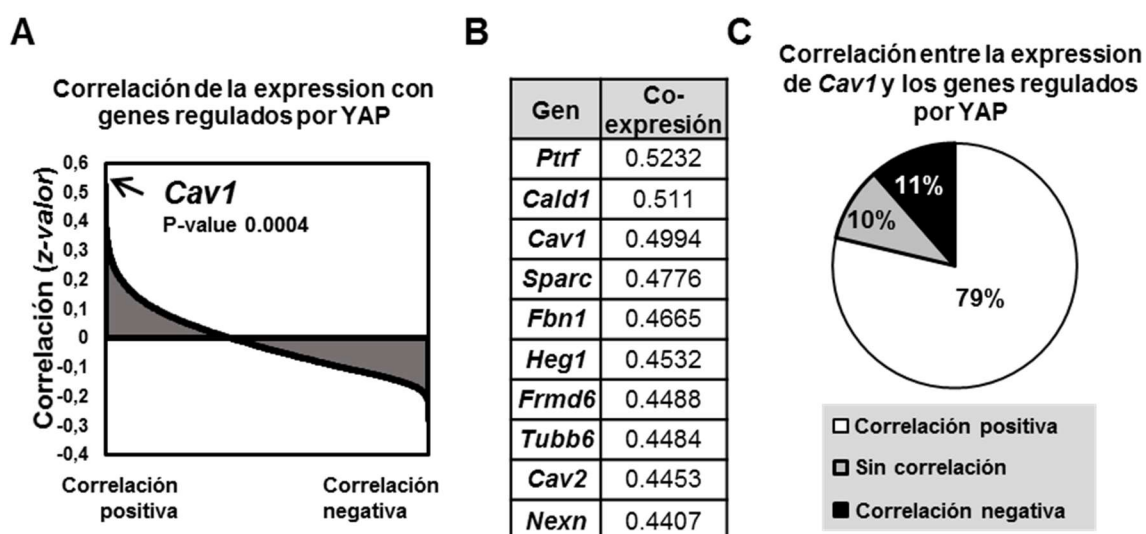 A
Correlación de la expression con
genes regulados por YAP
Correlación (z-valor)
0,6
0,5
0,4
0,3
0,2
0,1
0
-0,1
-0,2
-0,3
-0,4
Cav1
P-value 0.0004
Correlación
positiva
Correlación
negativa
B
Gen Co-
expresión
Ptrf 0.5232
Cald1 0.511
Cav1 0.4994
Sparc 0.4776
Fbn1 0.4665
Heg1 0.4532
Frmd6 0.4488
Tubb6 0.4484
Cav2 0.4453
Nexn 0.4407
C
Correlación entre la expression
de Cav1 y los genes regulados
por YAP
11%
10%
79%
Correlación positiva
Sin correlación
Correlación negativa